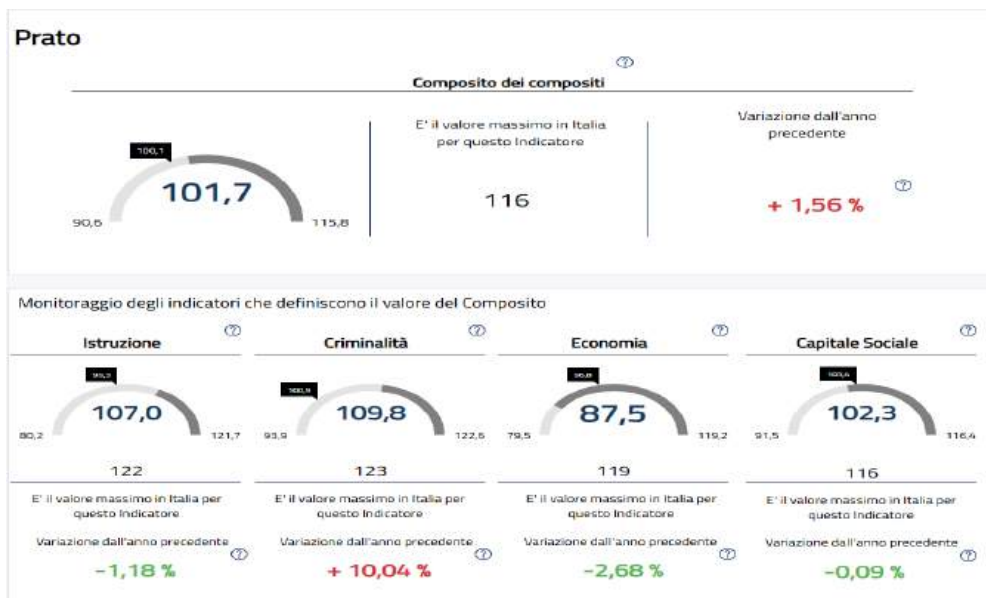 Prato
Composito dei compositi
E' il valore massimo in Italia
per questo Indicatore
Variazione dall'anno
precedente
100,1
101,7
90,6
115,8
116
+ 1,56 %
Monitoraggio degli indicatori che definiscono il valore del Composito
Istruzione
Criminalità
Economia
Capitale Sociale
107,0
80,2
121,7
109,8
93,9
122,6
87,5
79,5
119,2
102,3
91,5
116,4
122
123
119
116
E' il valore massimo in Italia per
questo Indicatore
E' il valore massimo in Italia per
questo Indicatore
E' il valore massimo in Italia per
questo Indicatore
E' il valore massimo in Italia per
questo Indicatore
Variazione dall'anno precedente
Variazione dall'anno precedente
Variazione dall'anno precedente
Variazione dall'anno precedente
-1,18 %
+ 10,04 %
-2,68 %
-0,09 %